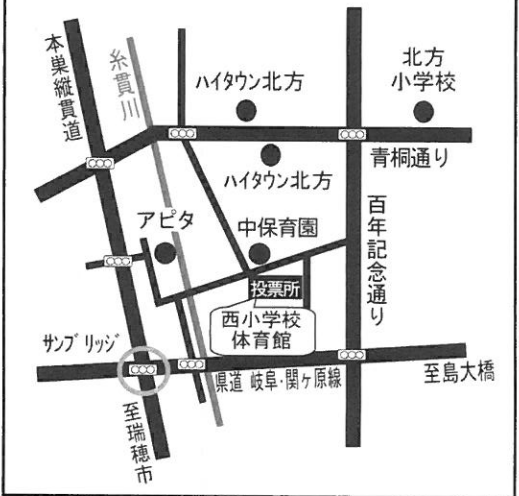 本巣縦貫道
糸貫川
ハイタウン北方
北方
小学校
青桐通り
ハイタウン北方
アピタ
中保育園
百年記念通り
投票所
西小学校
体育館
サンブリッジ
県道 岐阜・関ヶ原線
至島大橋
至瑞穂市